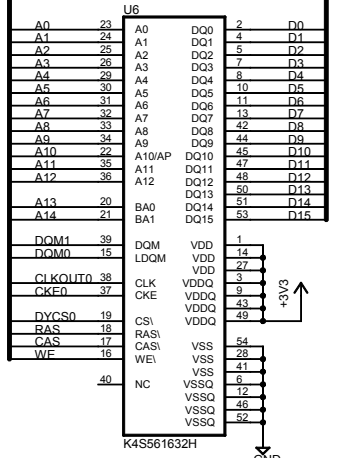 U6
A0 23 A0 DQ0 2 D0
A1 24 A1 DQ1 4 D1
A2 25 A2 DQ2 5 D2
A3 26 A3 DQ3 7 D3
A4 29 A4 DQ4 8 D4
A5 30 A5 DQ5 10 D5
A6 31 A6 DQ6 11 D6
A7 32 A7 DQ7 13 D7
A8 33 A8 DQ8 42 D8
A9 34 A9 DQ9 44 D9
A10 22 A10/AP DQ10 45 D10
A11 35 A11 DQ11 47 D11
A12 36 A12 DQ12 48 D12
DQ13 50 D13
A13 20 BA0 DQ14 51 D14
A14 21 BA1 DQ15 53 D15
DQM1 39 DQM VDD 1
DQM0 15 LDQM VDD 14
VDD 27
CLKOUT0 38 CLK VDDQ 3
CKE0 37 CKE VDDQ 9
VDDQ 43
DYCS0 19 CS\ VDDQ 49
+3V3
RAS 18 RAS\
CAS 17 CAS\ VSS 54
WE 16 WE\ VSS 28
VSS 41
40 NC VSSQ 6
VSSQ 12
VSSQ 46
VSSQ 52
K4S561632H
GND